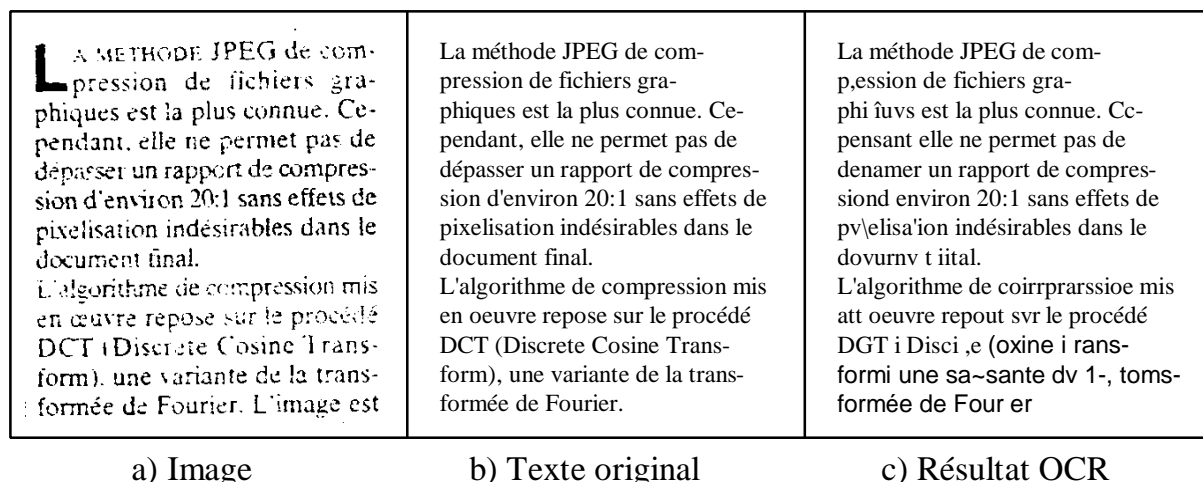 LA METHODE JPEG de com-
pression de fichiers gra-
phiques est la plus connue. Ce-
pendant, elle ne permet pas de
dépasser un rapport de compres-
sion d'environ 20:1 sans effets de
pixelisation indésirables dans le
document final.
L'algorithme de compression mis
en œuvre repose sur le procédé
DCT (Discrete Cosine Trans-
form), une variante de la trans-
formée de Fourier. L'image est
a) Image
La méthode JPEG de com-
pression de fichiers gra-
phiques est la plus connue. Ce-
pendant, elle ne permet pas de
dépasser un rapport de compres-
sion d'environ 20:1 sans effets de
pixelisation indésirables dans le
document final.
L'algorithme de compression mis
en oeuvre repose sur le procédé
DCT (Discrete Cosine Trans-
form), une variante de la trans-
formée de Fourier.
b) Texte original
La méthode JPEG de com-
p,ession de fichiers gra-
phi îuvs est la plus connue. Cc-
pensant elle ne permet pas de
denamer un rapport de compres-
siond environ 20:1 sans effets de
pv\elisa'ion indésirables dans le
dovurnv t iital.
L'algorithme de coirrprarssioe mis
att oeuvre repout svr le procédé
DGT i Disci ,e (oxine i rans-
formi une sa~sante dv 1-, toms-
formée de Four er
c) Résultat OCR